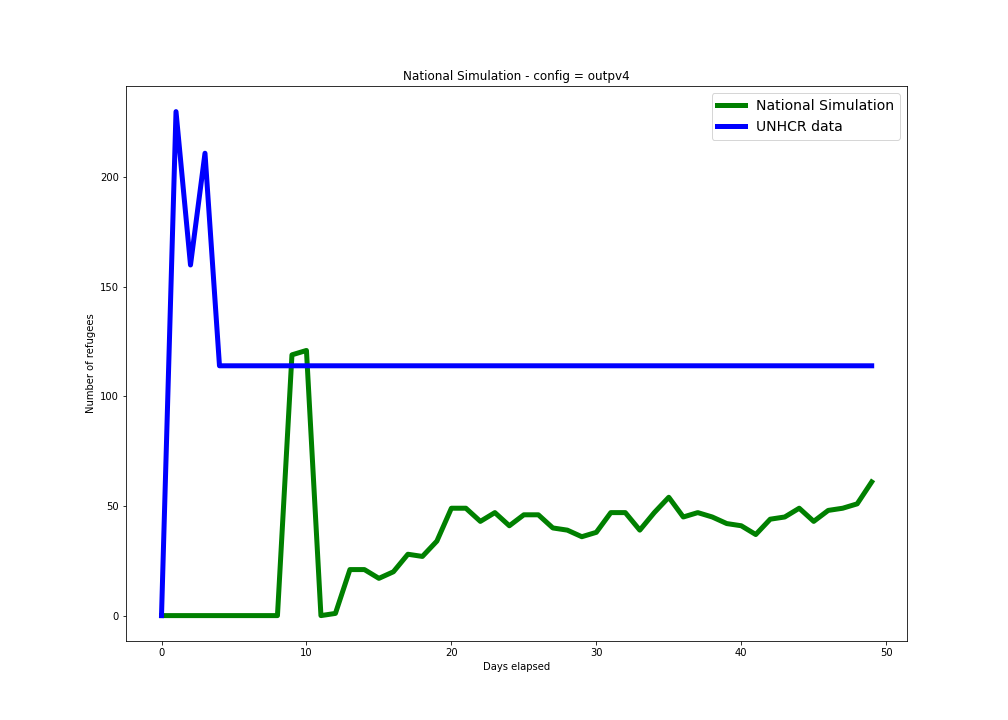 National Simulation - config = outpv4
National Simulation
UNHCR data
200
150
100
50
0
Number of refugees
0 10 20 30 40 50
Days elapsed